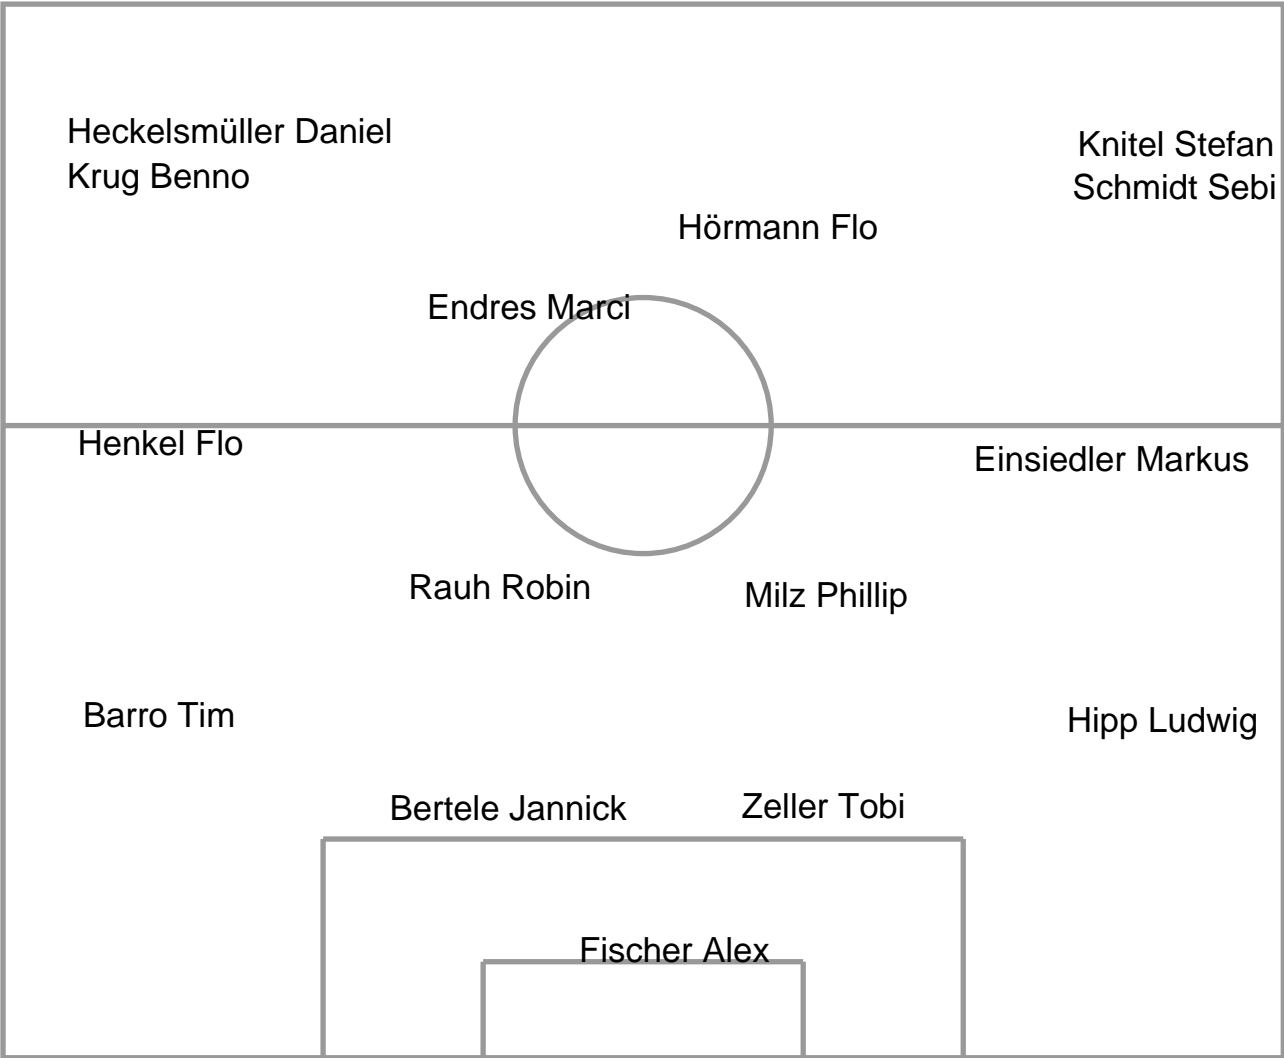 Heckelsmüller Daniel
Krug Benno
Knitel Stefan
Schmidt Sebi
Hörmann Flo
Endres Marci
Henkel Flo
Einsiedler Markus
Rauh Robin
Milz Phillip
Barro Tim
Hipp Ludwig
Bertele Jannick
Zeller Tobi
Fischer Alex